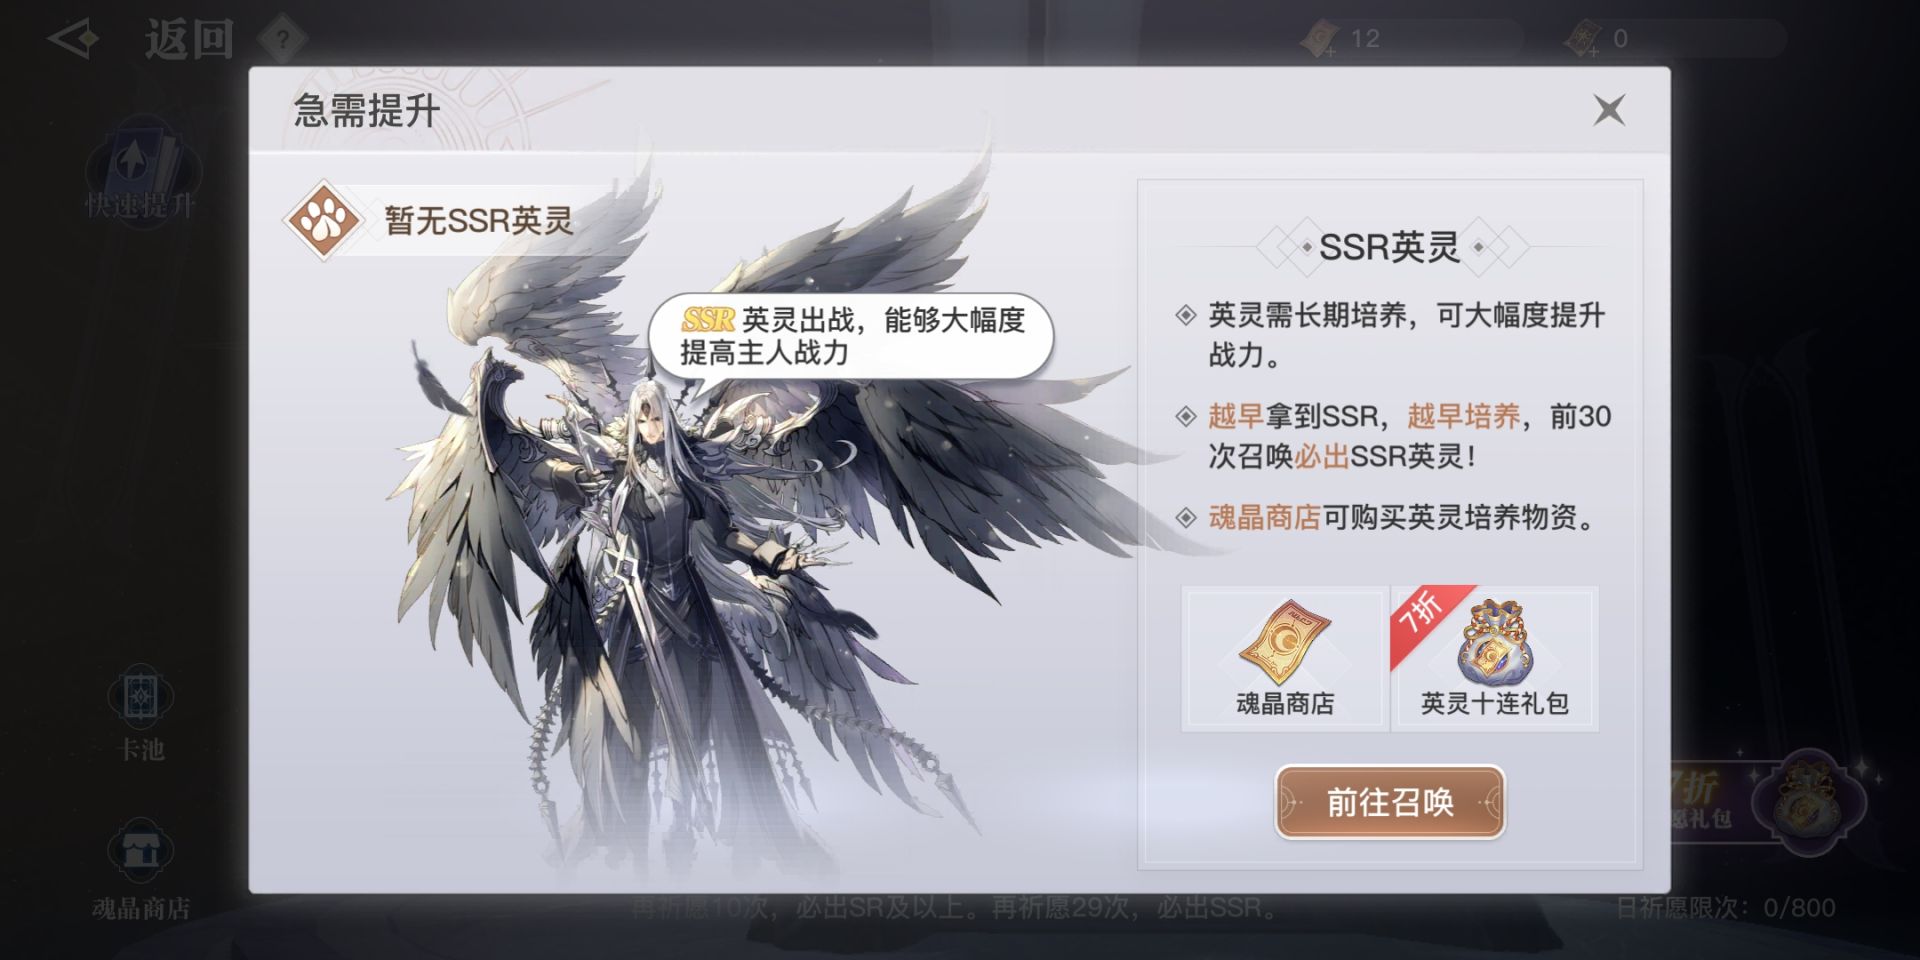 返回
?
12
0
急需提升
快速提升
暂无SSR英灵
SSR 英灵出战，能够大幅度
提高主人战力
SSR英灵
英灵需长期培养，可大幅度提升
战力。
越早拿到SSR，越早培养，前30
次召唤必出SSR英灵！
魂晶商店可购买英灵培养物资。
7折
魂晶商店
英灵十连礼包
前往召唤
卡池
7折
愿礼包
魂晶商店
再祈愿10次，必出SR及以上。再祈愿29次，必出SSR。
日祈愿限次：0/800